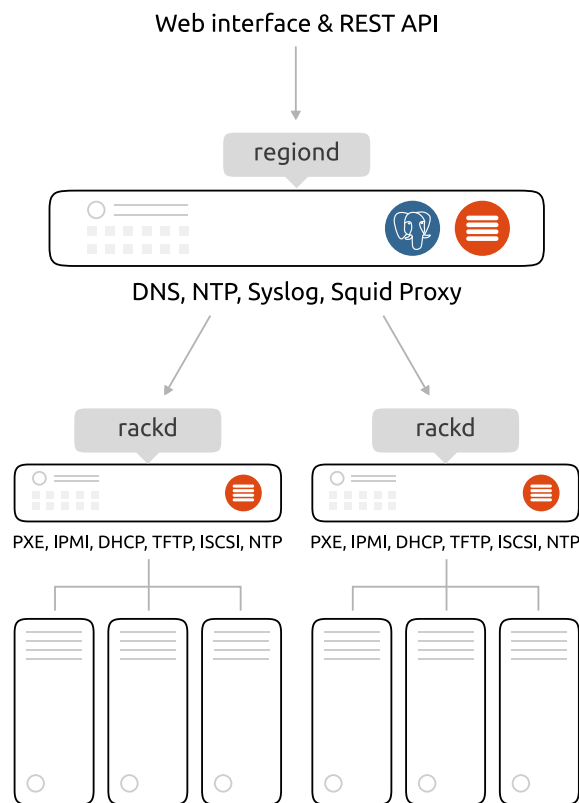 Web interface & REST API
regiond
DNS, NTP, Syslog, Squid Proxy
rackd
rackd
PXE, IPMI, DHCP, TFTP, ISCSI, NTP
PXE, IPMI, DHCP, TFTP, ISCSI, NTP